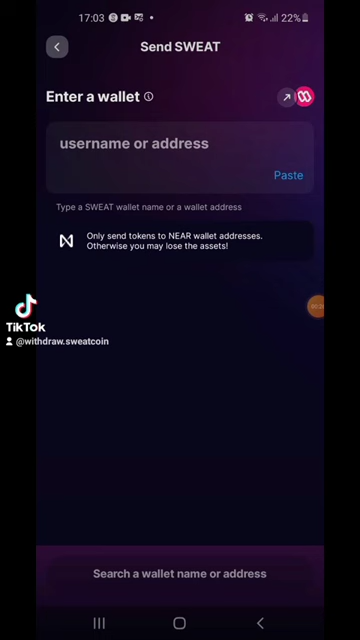 17:03
22%
Send SWEAT
Enter a wallet
username or address
Paste
Type a SWEAT wallet name or a wallet address
Only send tokens to NEAR wallet addresses.
Otherwise you may lose the assets!
TikTok
@withdraw.sweatcoin
Search a wallet name or address